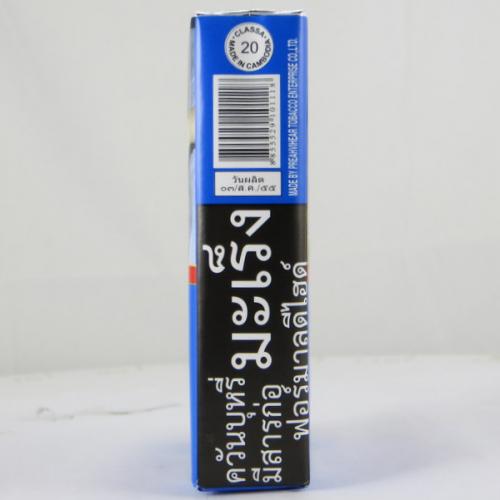 CLASS A
20
MADE IN CAMBODIA
MADE BY PREAHVIHEAR TOBACCO ENTERPRISE CO.,LTD.
วันผลิต
๐๓/ส.ค./๕๕
ควันบุหรี่
มีสารก่อ
มะเร็ง
ฟอร์มาลดีไฮด์